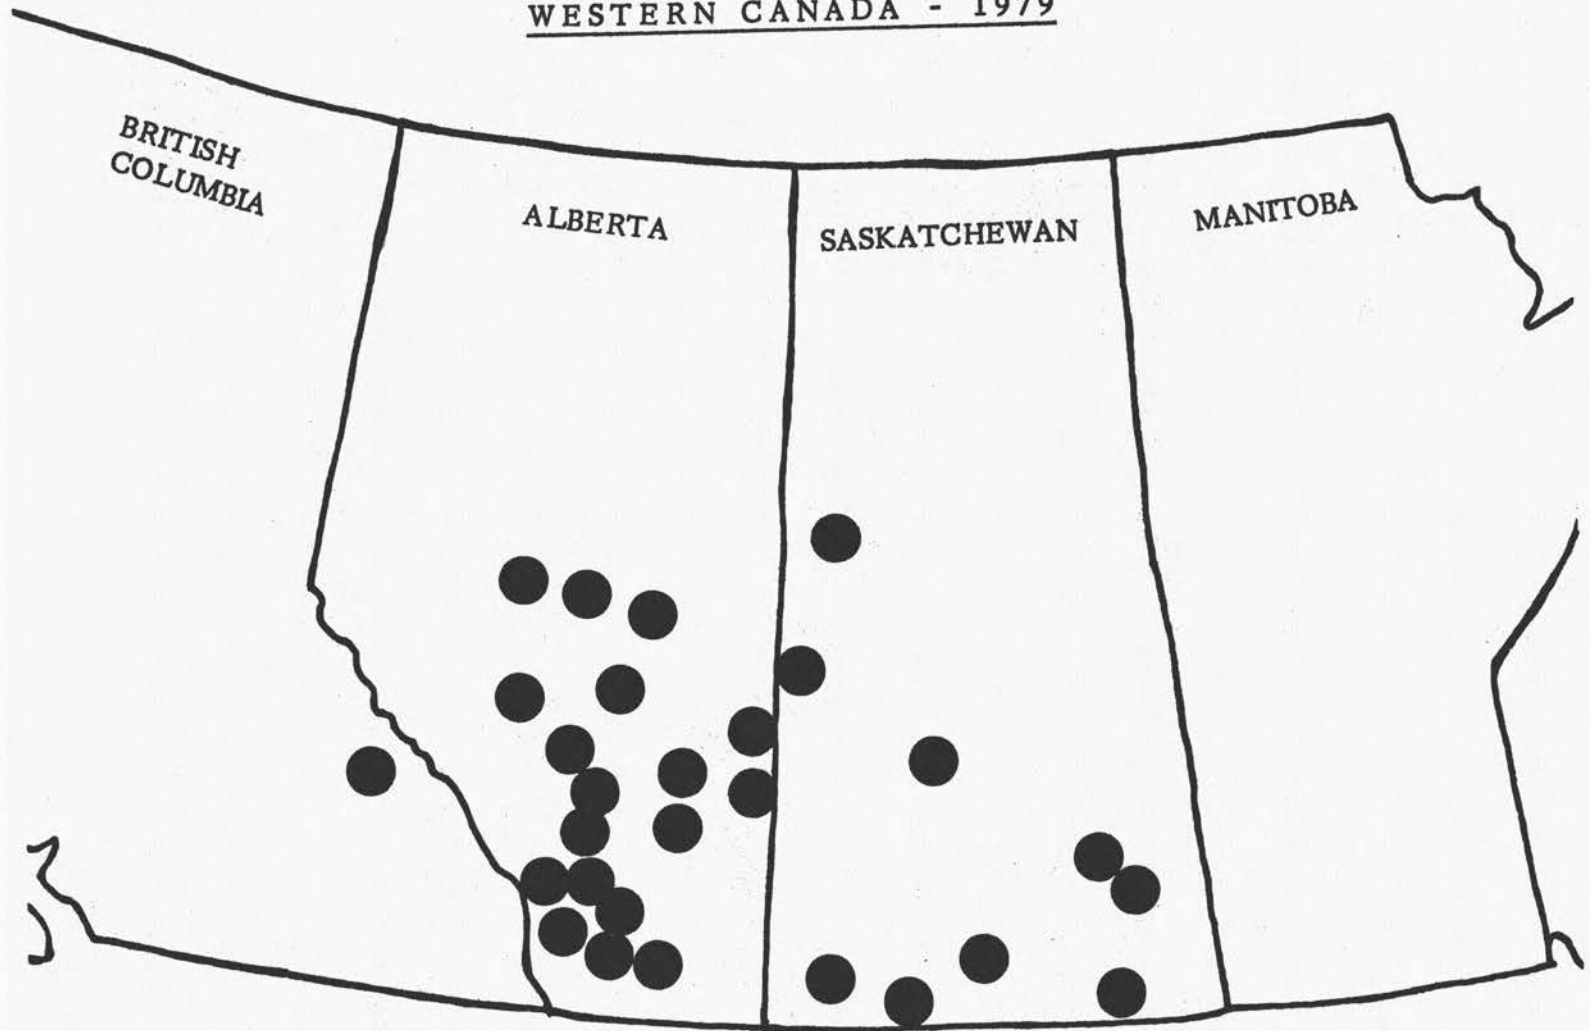 WESTERN CANADA - 1979
BRITISH
COLUMBIA
ALBERTA
SASKATCHEWAN
MANITOBA